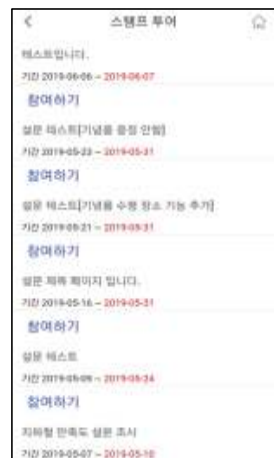 스탬프 투어
테스트입니다.
기간 2019-06-06 ~ 2019-06-07
참여하기
설문 테스트[기념품 증정 안함]
기간 2019-05-23 ~ 2019-05-31
참여하기
설문 테스트[기념품 수령 장소 기능 추가]
기간 2019-05-21 ~ 2019-05-31
참여하기
설문 제목 페이지 입니다.
기간 2019-05-16 ~ 2019-05-31
참여하기
설문 테스트
기간 2019-05-09 ~ 2019-05-24
참여하기
지하철 만족도 설문 조사
기간 2019-05-07 ~ 2019-05-10